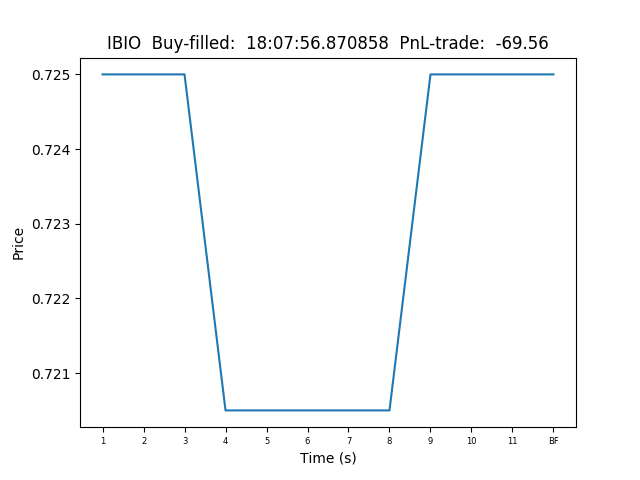 IBIO  Buy-filled:  18:07:56.870858  PnL-trade:  -69.56
0.725
0.724
0.723
0.722
0.721
Price
1 2 3 4 5 6 7 8 9 10 11 BF
Time (s)